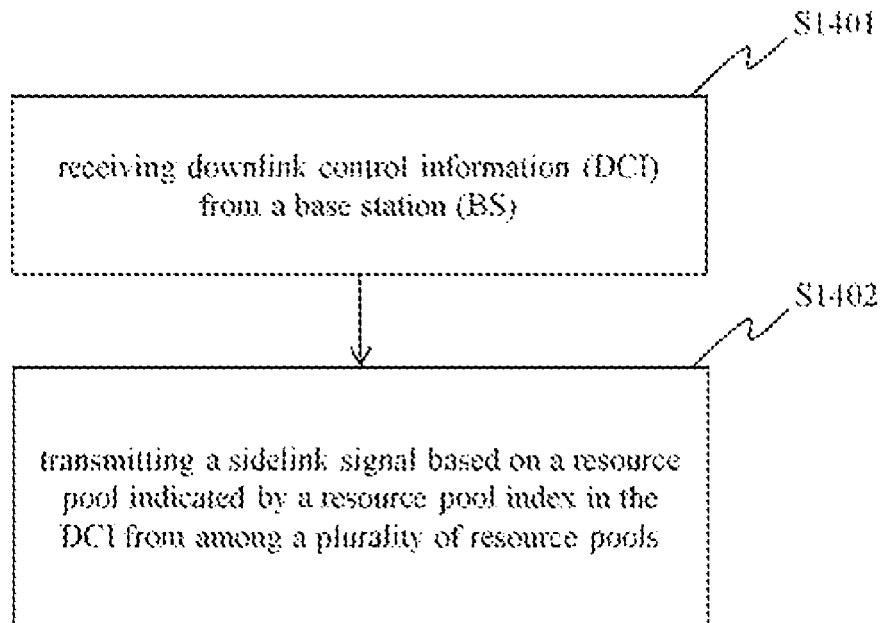 S1401
receiving downlink control information (DCI)
from a base station (BS)
S1402
transmitting a sidelink signal based on a resource
pool indicated by a resource pool index in the
DCI from among a plurality of resource pools